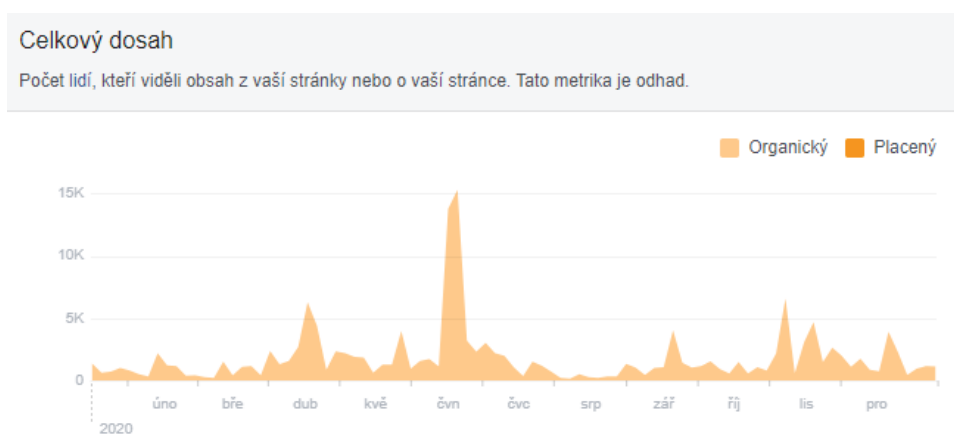 Celkový dosah
Počet lidí, kteří viděli obsah z vaší stránky nebo o vaší stránce. Tato metrika je odhad.
Organický Placený
15K
10K
5K
0
úno bře dub kvě čvn čvc srp zář říj lis pro
2020